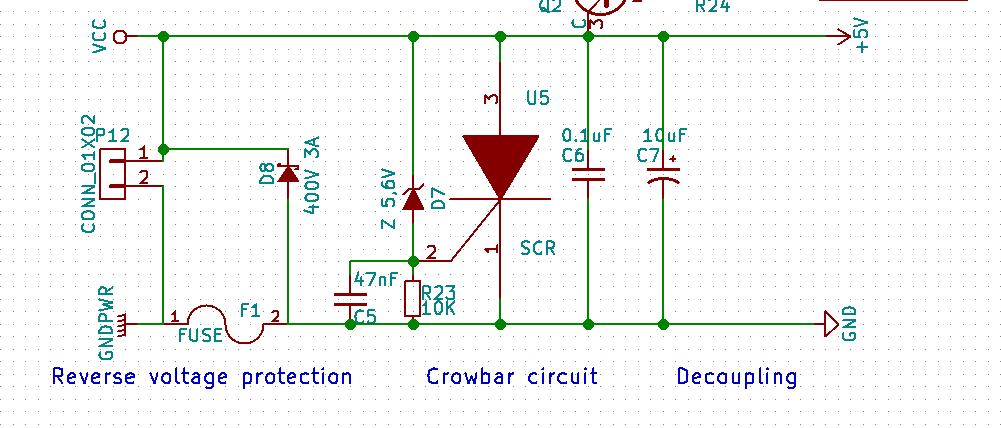 Q2
R24
C
3
VCC
+5V
3
U5
CONN_01X02
P12
1
2
D8
400V 3A
Z 5,6V
D7
0.1uF
C6
10uF
C7
+
2
1
SCR
47nF
C5
R23
10K
GNDPWR
1
FUSE
F1
2
GND
Reverse voltage protection
Crowbar circuit
Decoupling